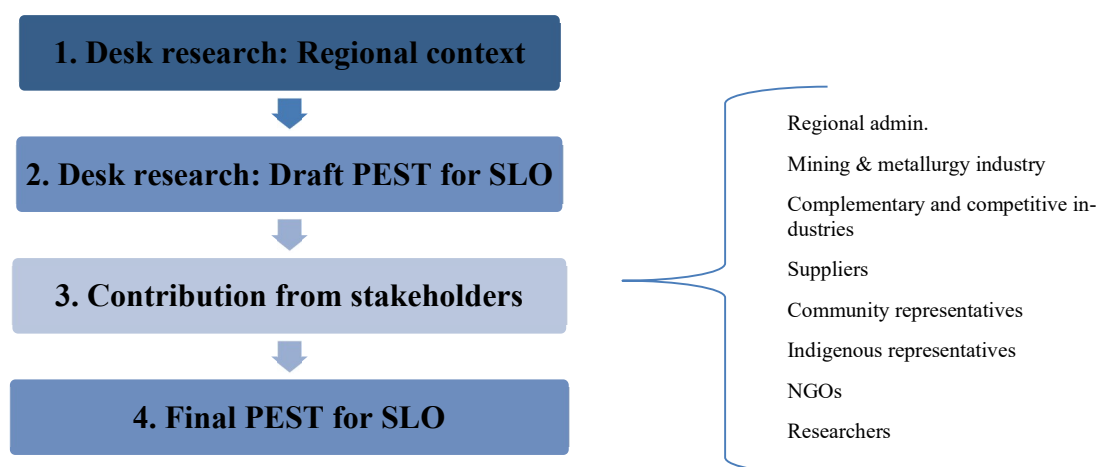 1. Desk research: Regional context
2. Desk research: Draft PEST for SLO
3. Contribution from stakeholders
4. Final PEST for SLO
Regional admin.
Mining & metallurgy industry
Complementary and competitive in-
dustries
Suppliers
Community representatives
Indigenous representatives
NGOs
Researchers